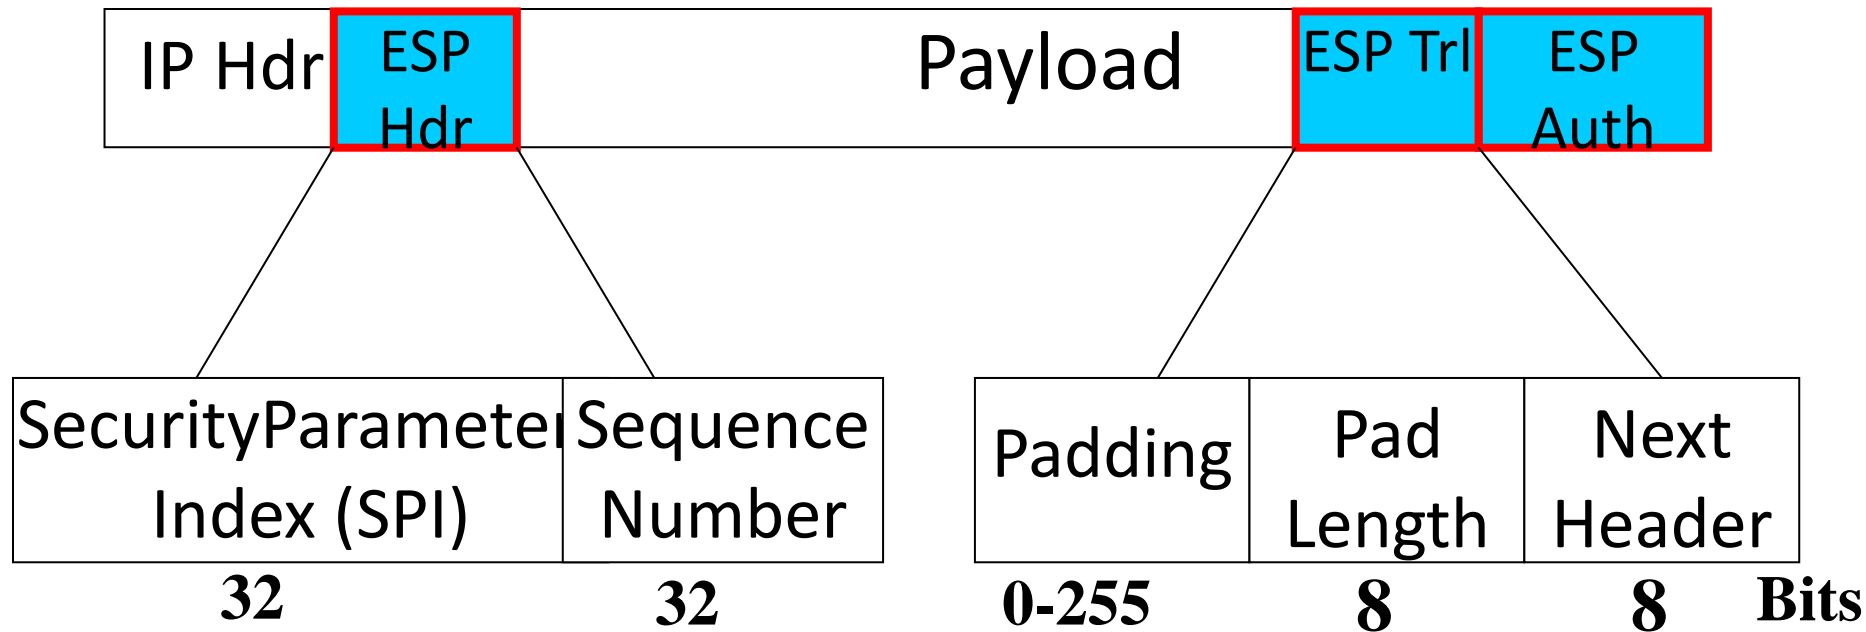 IP Hdr
ESP
Hdr
Payload
ESP Trl
ESP
Auth
SecurityParameter
Index (SPI)
Sequence
Number
Padding
Pad
Length
Next
Header
32
32
0-255
8
8
Bits